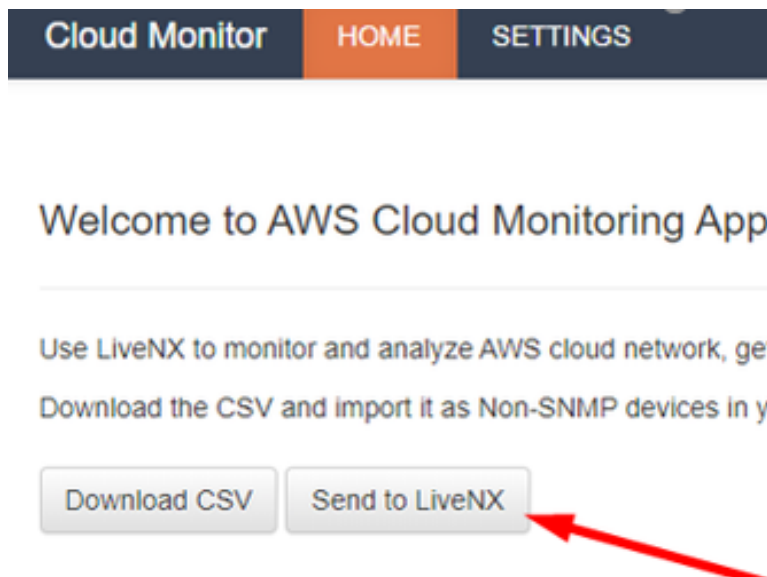 Cloud Monitor HOME SETTINGS
Welcome to AWS Cloud Monitoring App
Use LiveNX to monitor and analyze AWS cloud network, ge
Download the CSV and import it as Non-SNMP devices in y
Download CSV Send to LiveNX